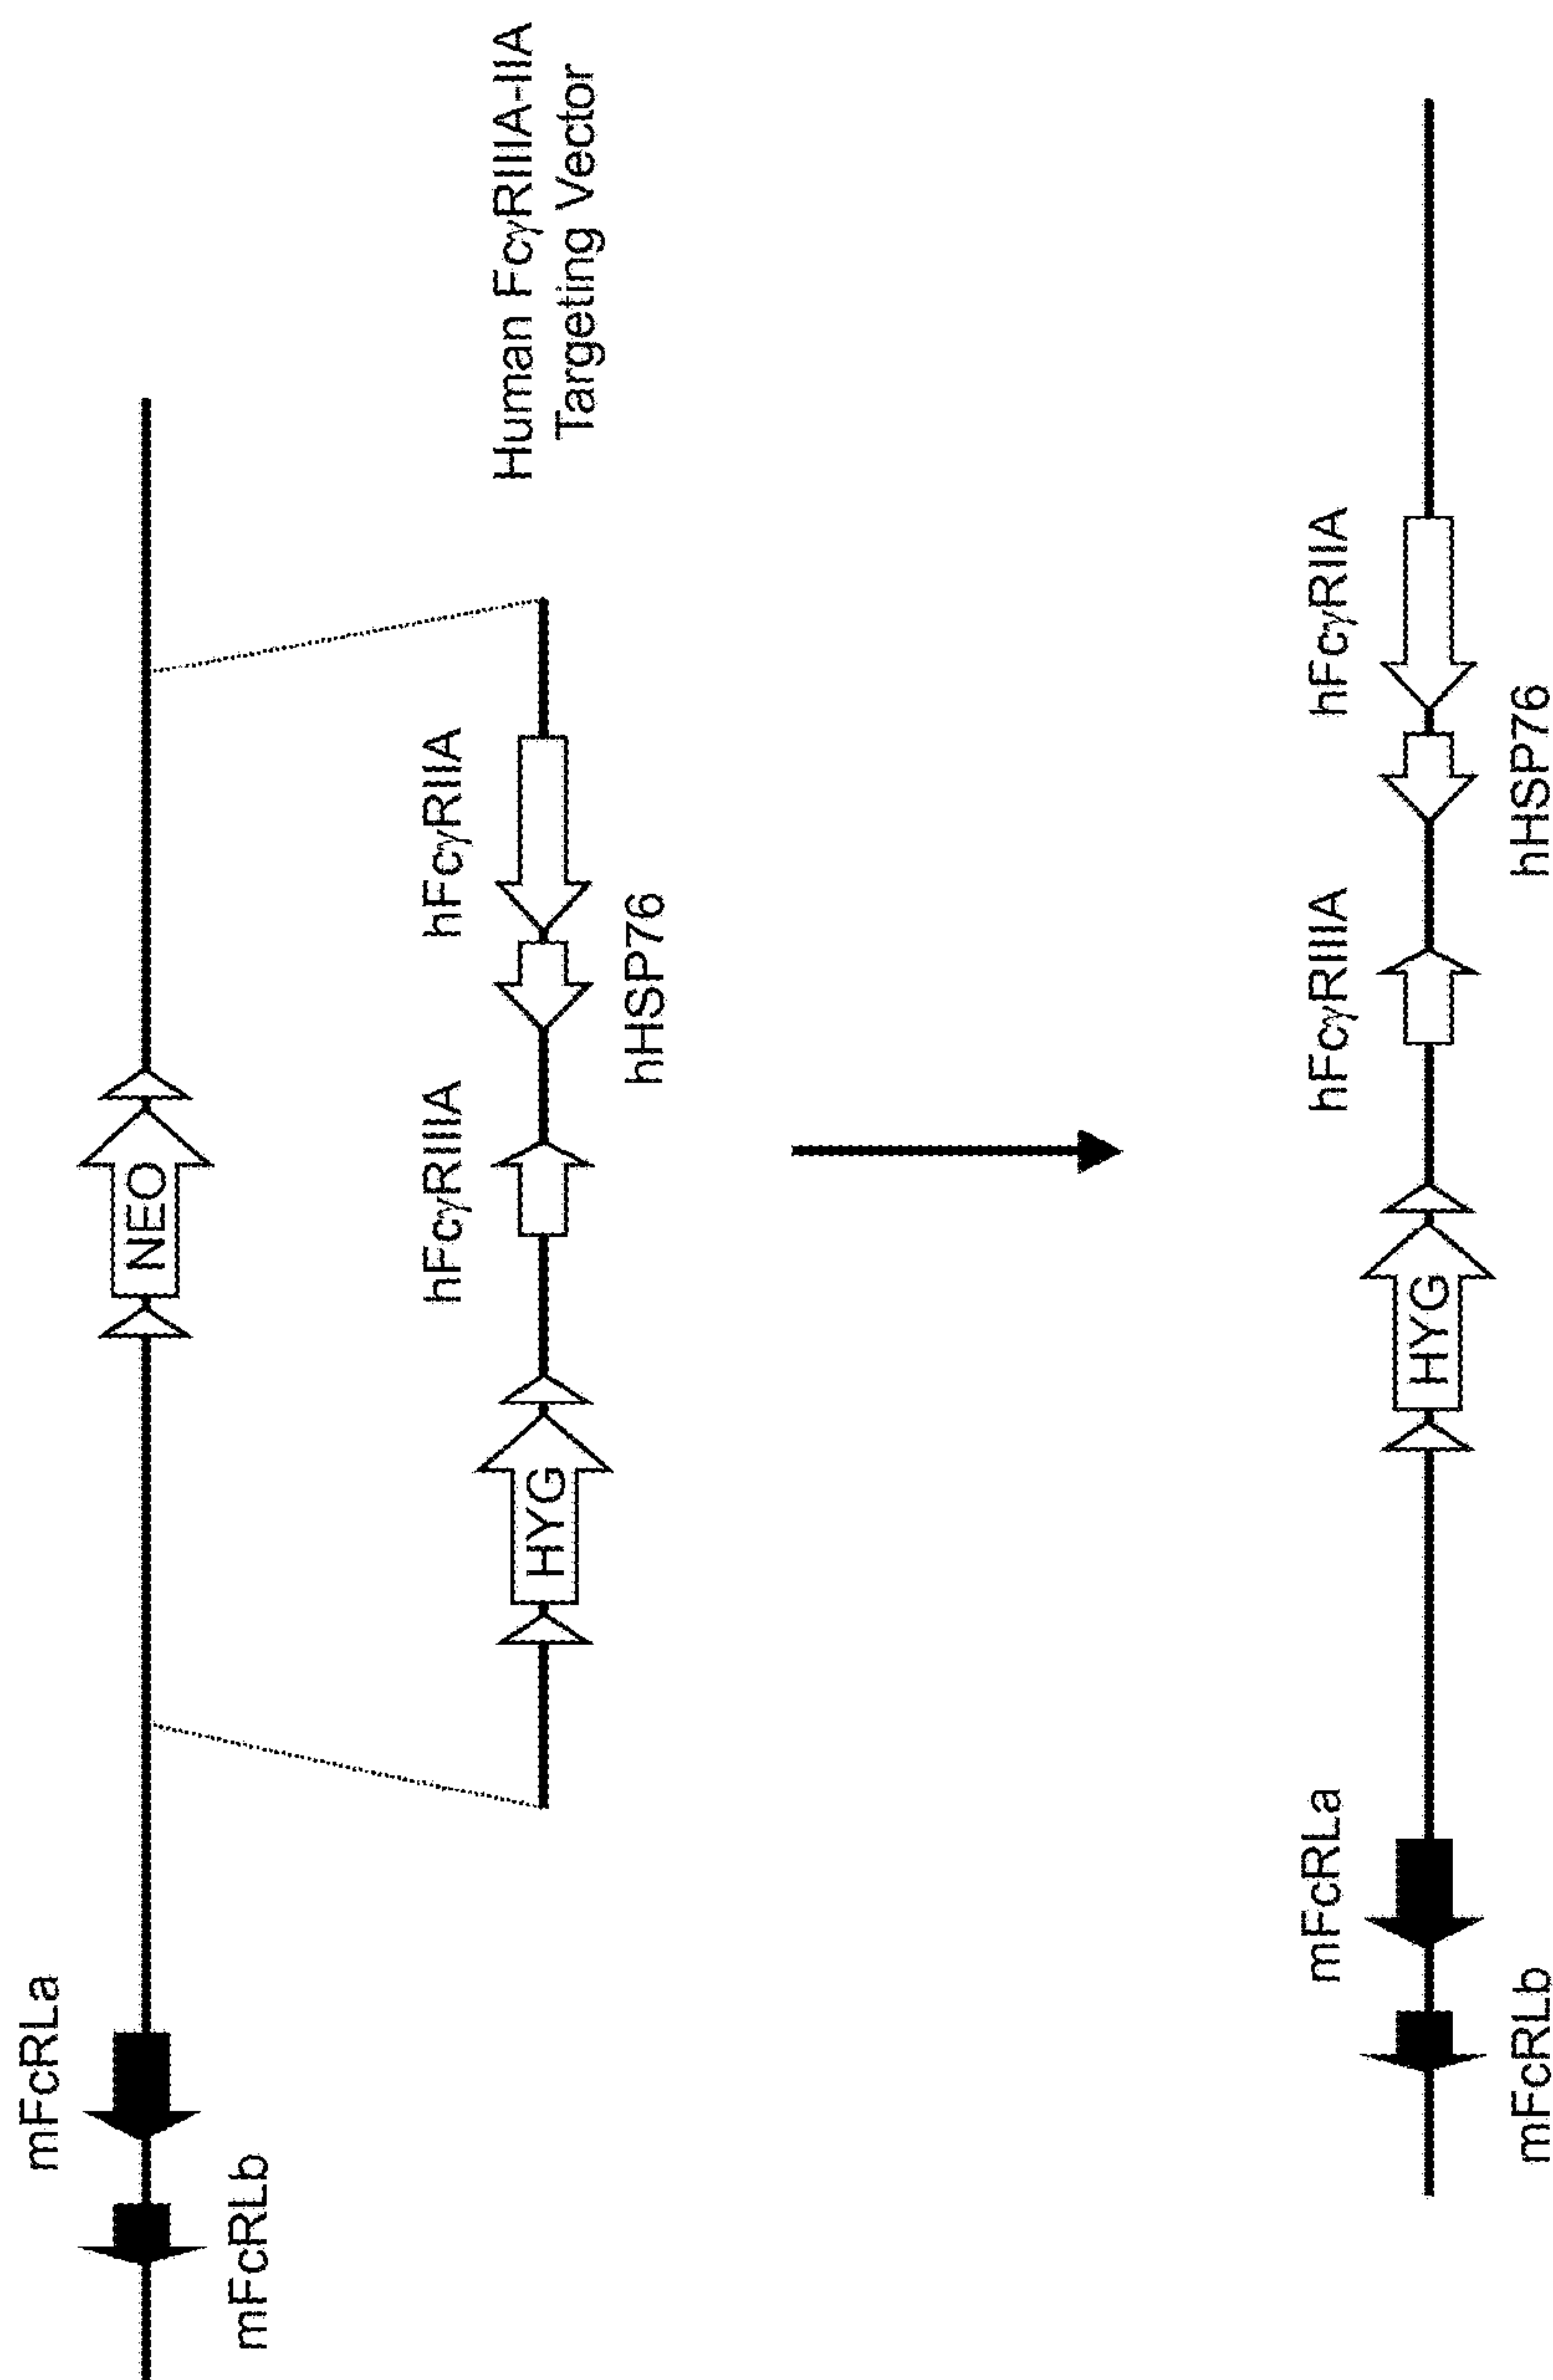 mFcRLa
mFcRLb
NEO
Human FcγRIIIA-IIA
Targeting Vector
HYG
hFcγRIIIA
hFcγRIIA
hHSP76
mFcRLa
mFcRLb
HYG
hFcγRIIIA
hFcγRIIA
hHSP76